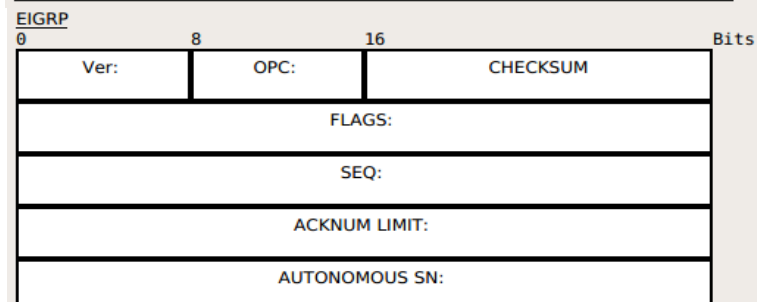 EIGRP
0 8 16 Bits
Ver: OPC: CHECKSUM
FLAGS:
SEQ:
ACKNUM LIMIT:
AUTONOMOUS SN: